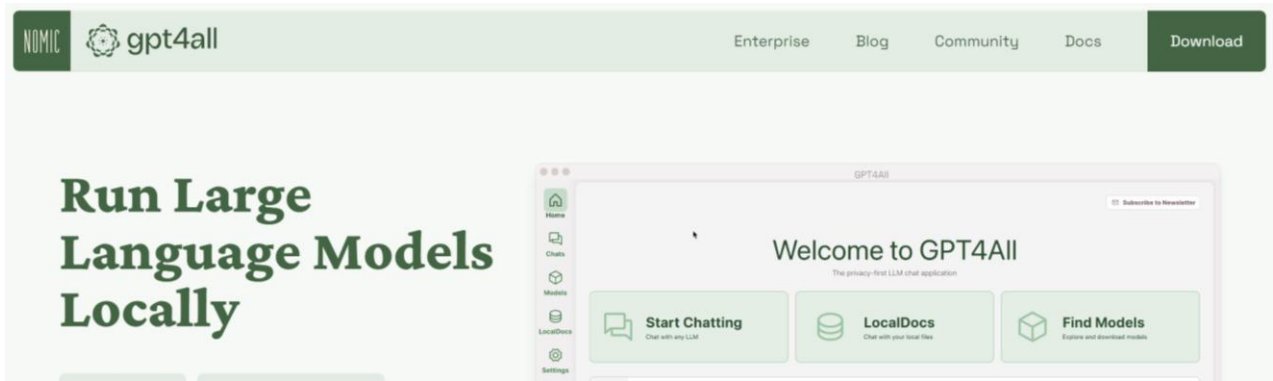 NOMIC gpt4all Enterprise Blog Community Docs Download
Run Large
Language Models
Locally
GPT4All
Subscribe to Newsletter
Home
Chats
Models
LocalDocs
Settings
Welcome to GPT4All
The privacy-first LLM chat application
Start Chatting
Chat with any LLM
LocalDocs
Chat with your local files
Find Models
Explore and download models